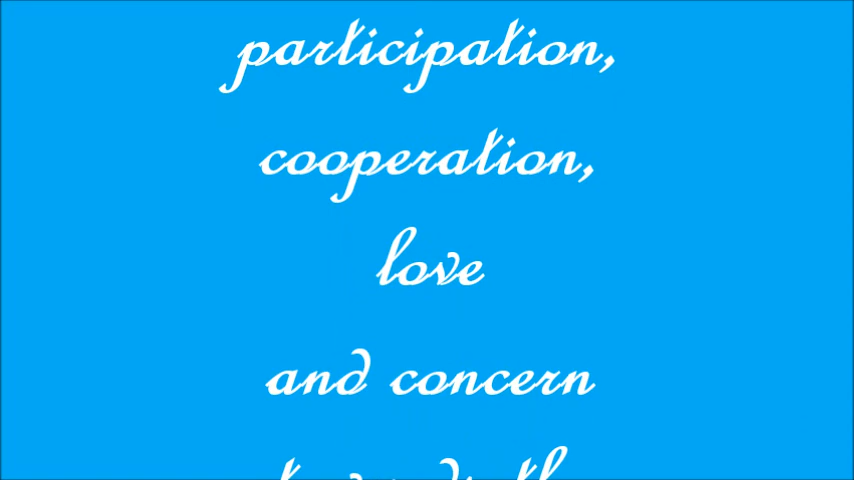 participation,
cooperation,
love
and concern